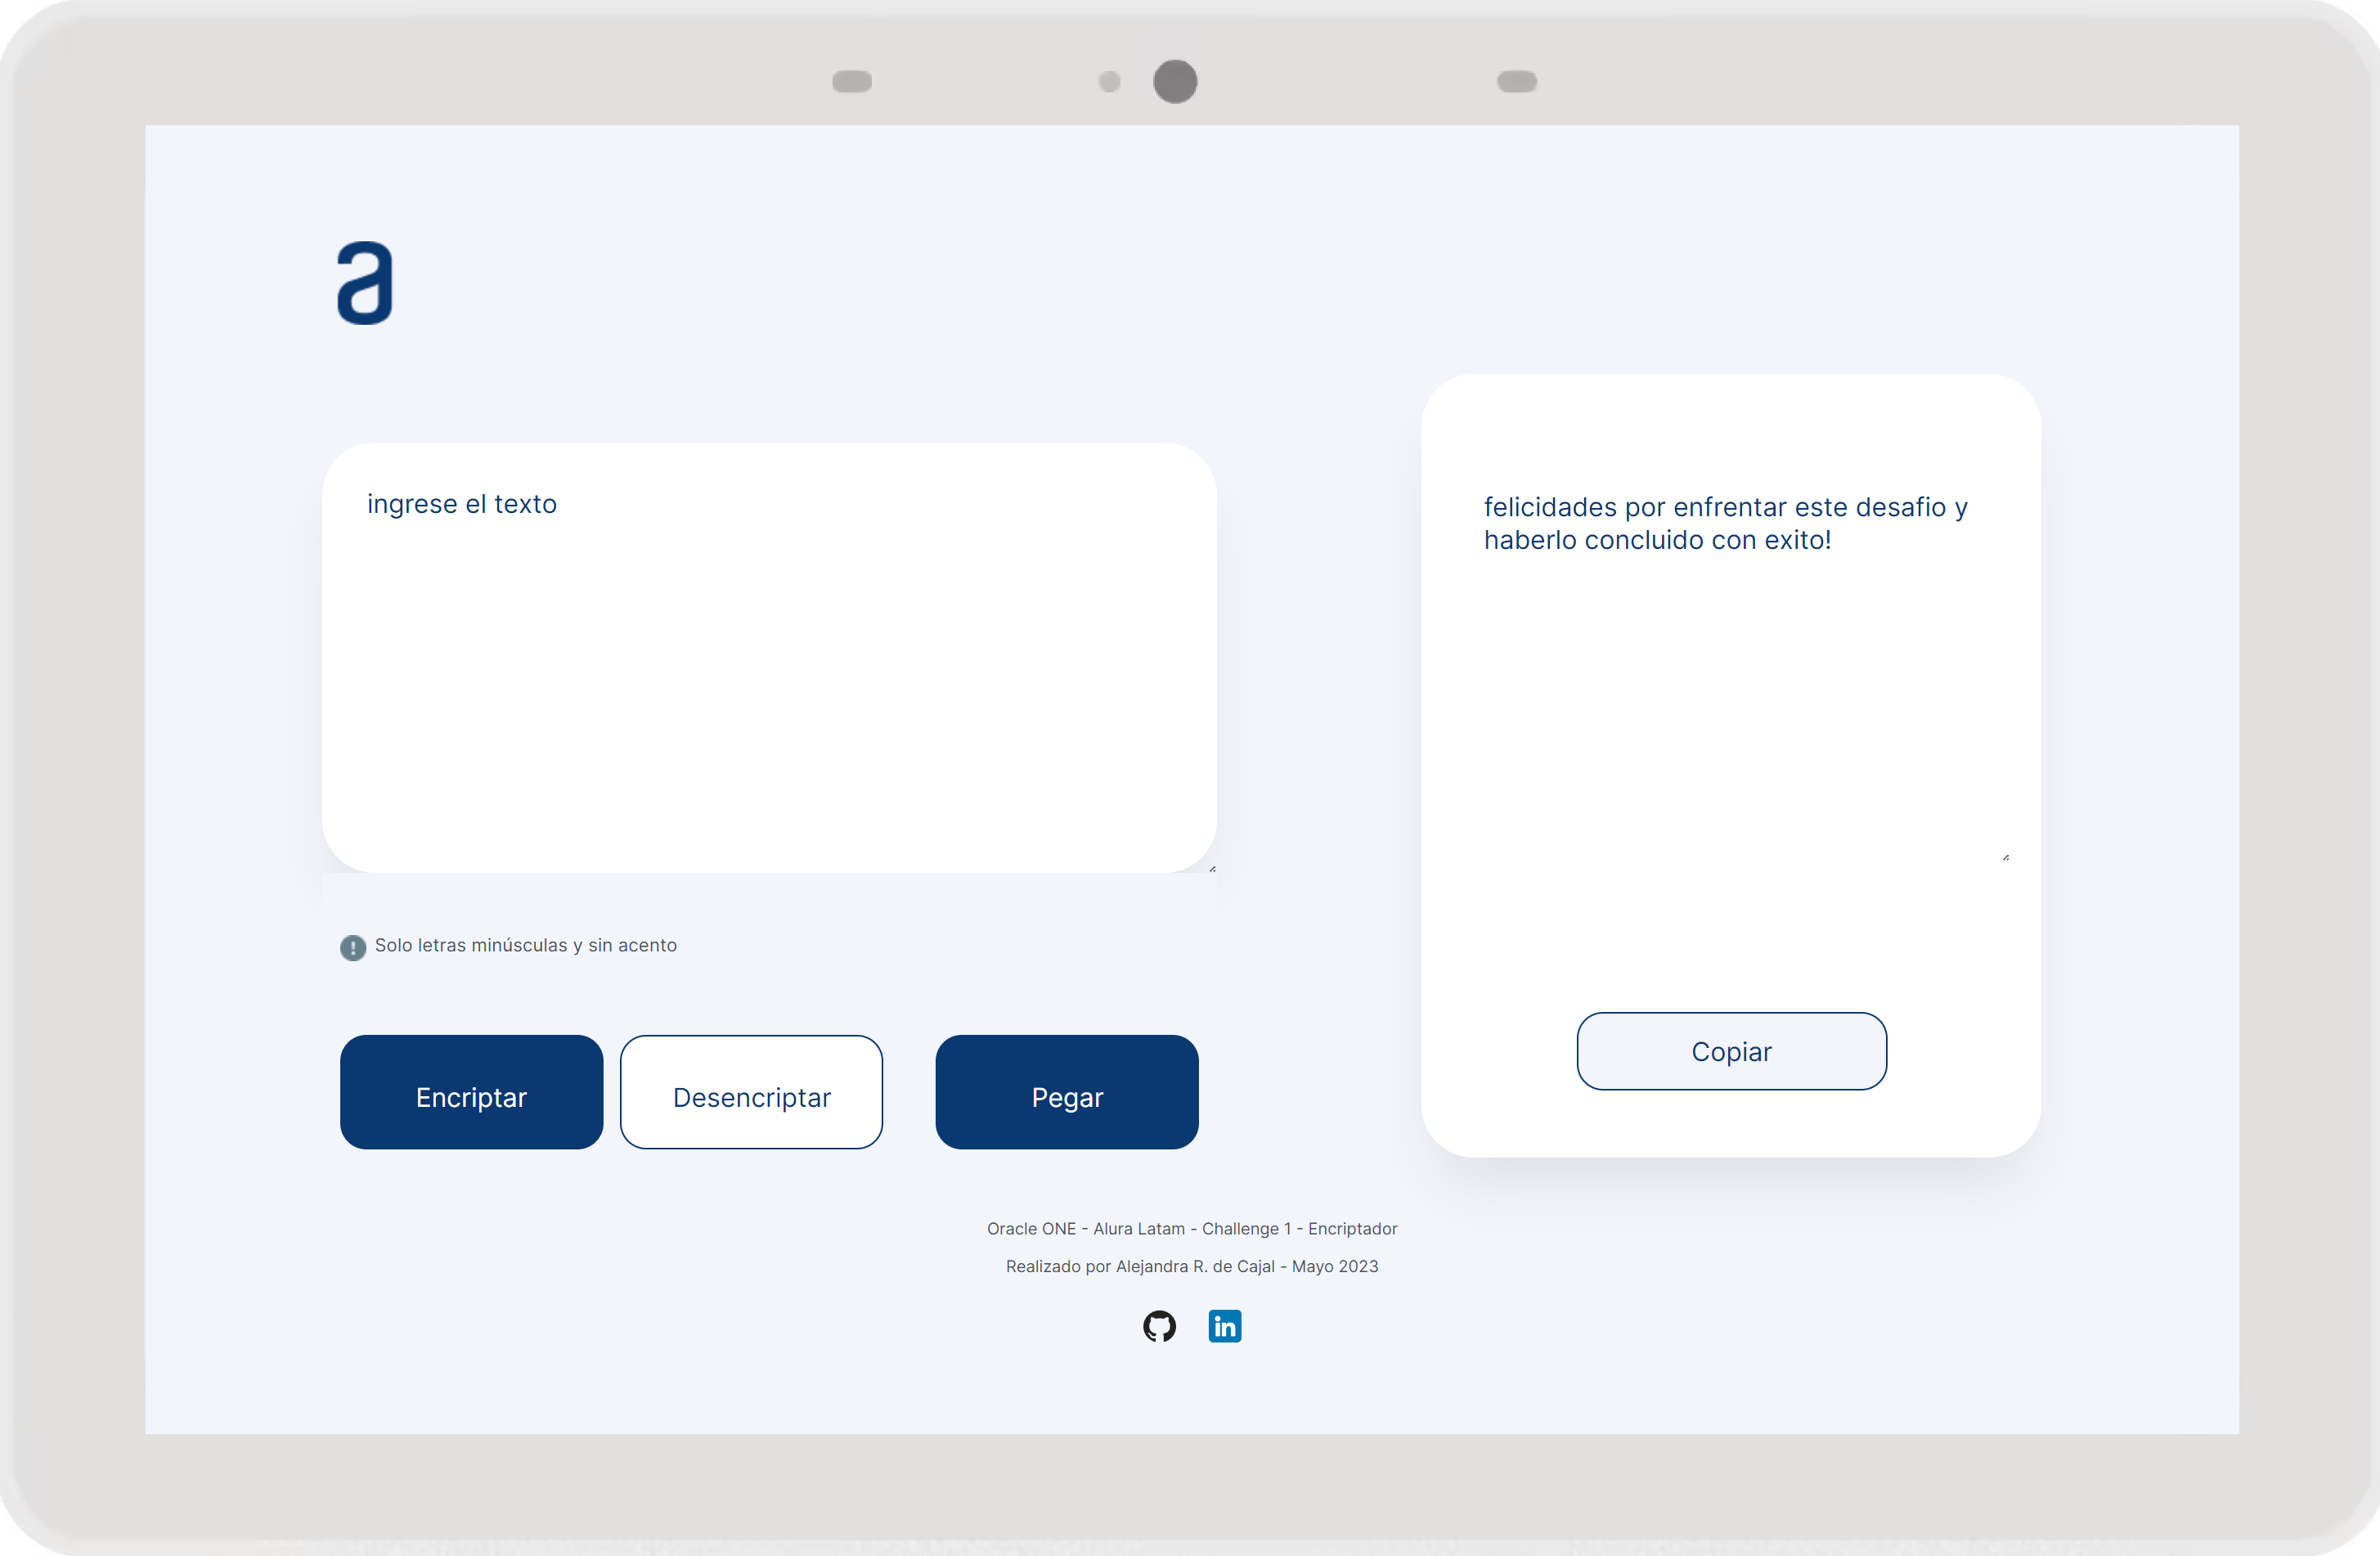 a
ingrese el texto
felicidades por enfrentar este desafio y
haberlo concluido con exito!
Solo letras minúsculas y sin acento
Encriptar
Desencriptar
Pegar
Copiar
Oracle ONE - Alura Latam - Challenge 1 - Encriptador
Realizado por Alejandra R. de Cajal - Mayo 2023
in